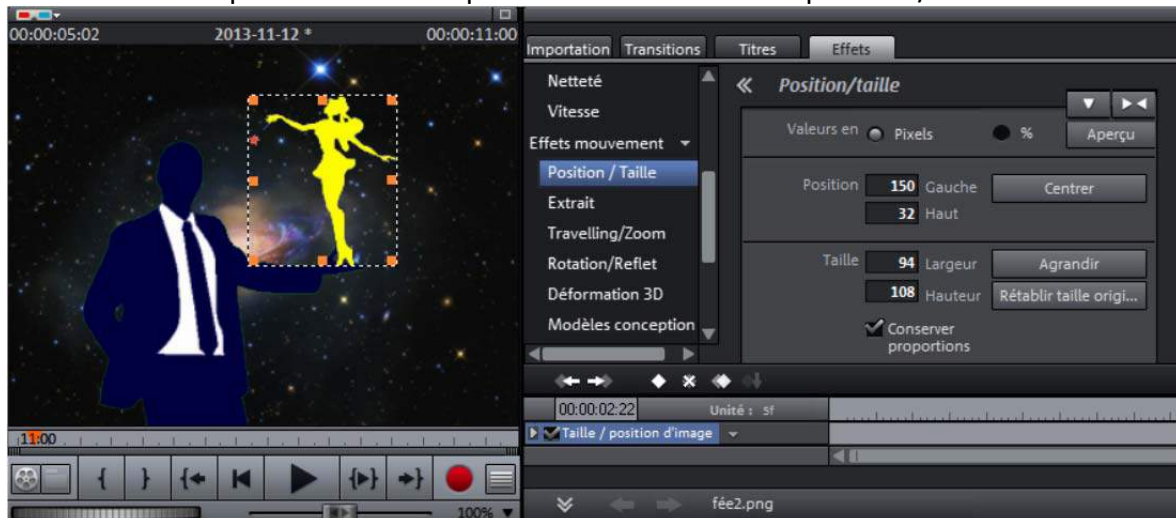 00:00:05:02 2013-11-12 * 00:00:11:00
11:00
100%
Importation Transitions Titres Effets
Netteté
Vitesse
Effets mouvement
Position / Taille
Extrait
Travelling/Zoom
Rotation/Reflet
Déformation 3D
Modèles conception
Position/taille
Valeurs en Pixels % Aperçu
Position 150 Gauche Centrer
32 Haut
Taille 94 Largeur Agrandir
108 Hauteur Rétablir taille origi...
Conserver
proportions
00:00:02:22 Unité : 5f
Taille / position d'image
fée2.png